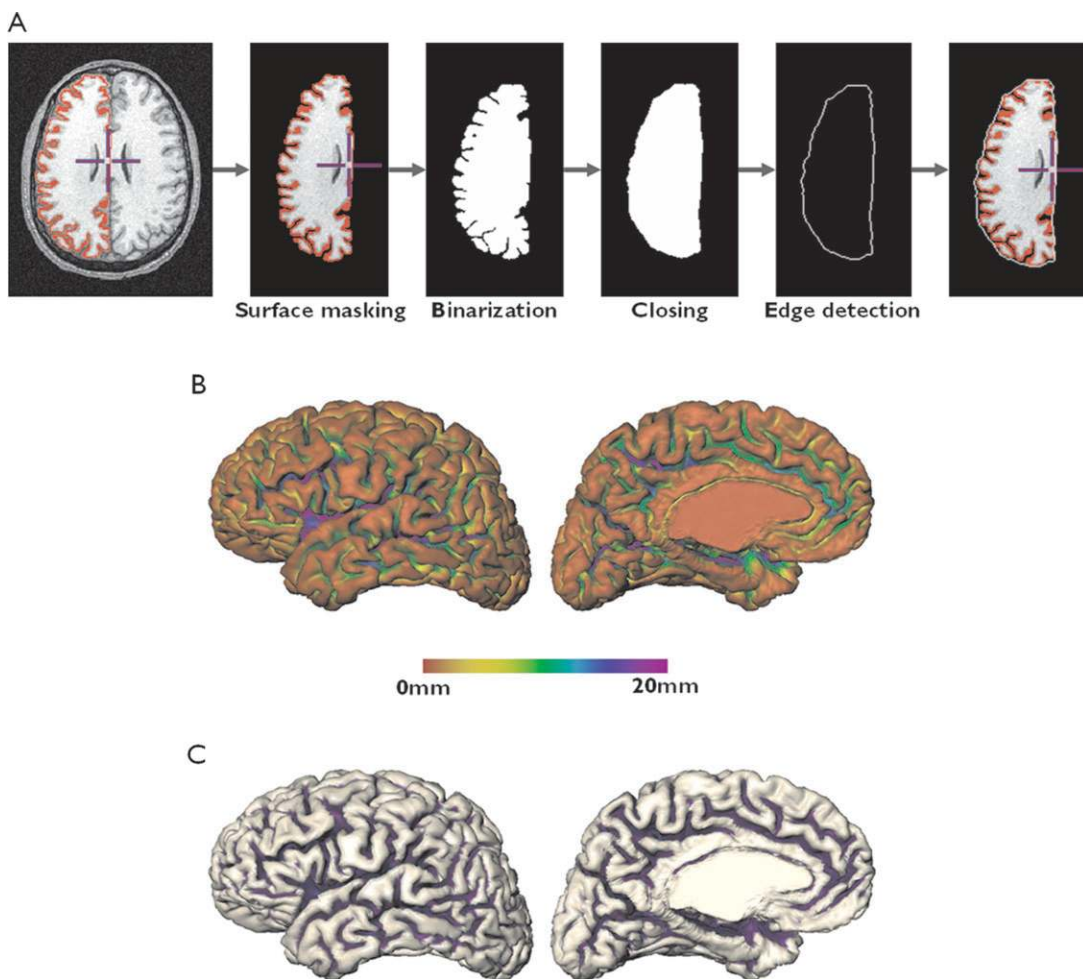 A
Surface masking
Binarization
Closing
Edge detection
B
0mm
20mm
C